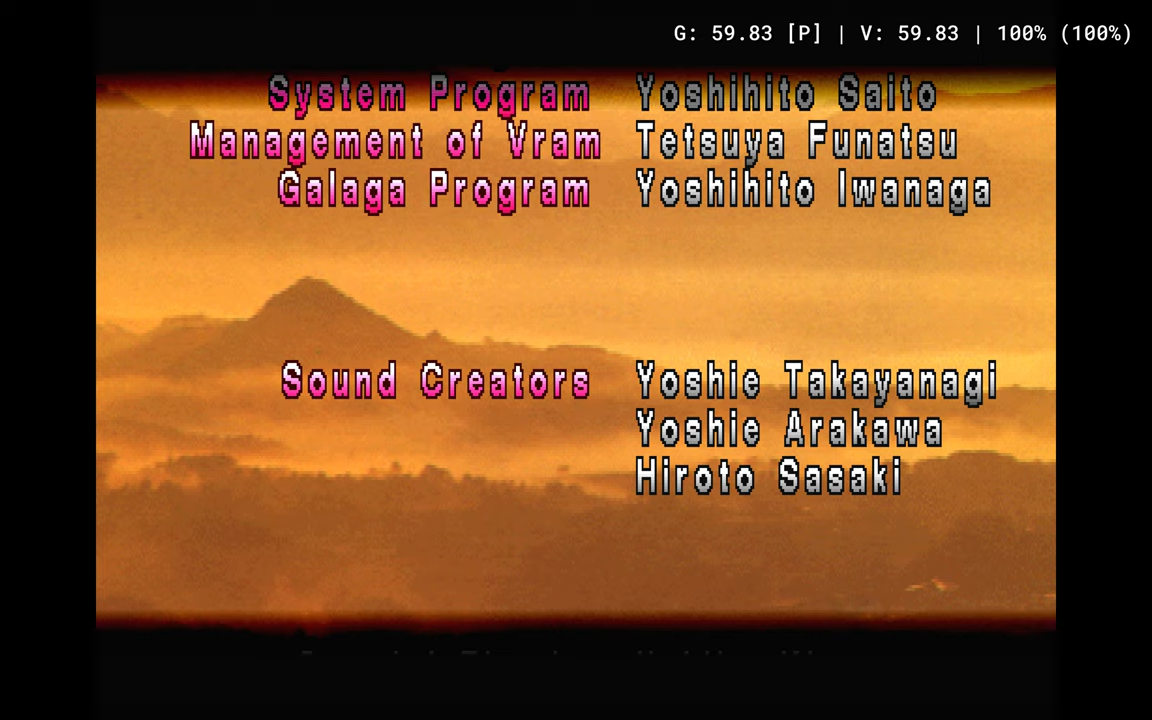 G: 59.83 [P] | V: 59.83 | 100% (100%)
System Program Yoshihito Saito
Management of Vram Tetsuya Funatsu
Galaga Program Yoshihito Iwanaga
Sound Creators Yoshie Takayanagi
Yoshie Arakawa
Hiroto Sasaki